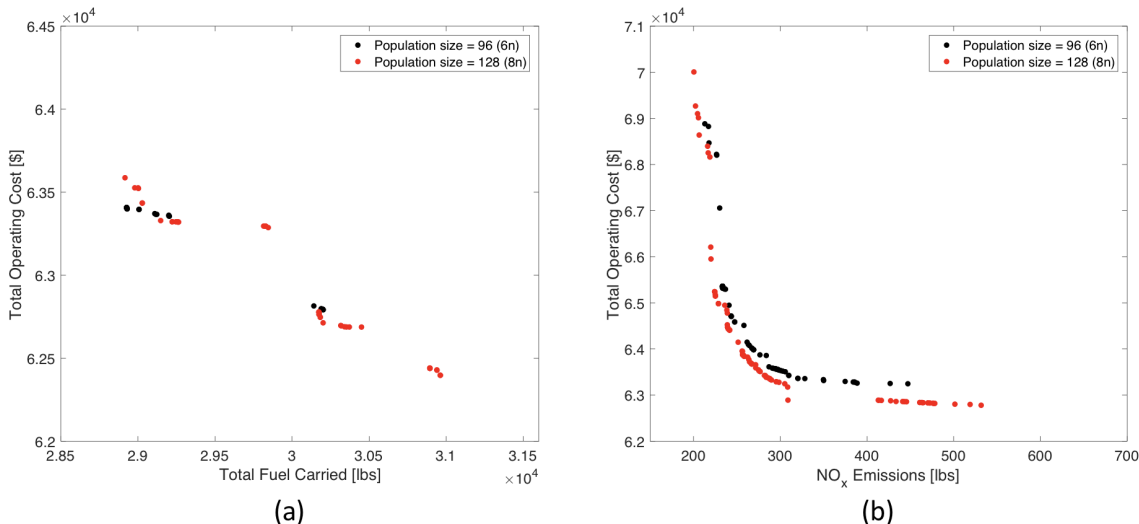 ×10⁴
6.45
6.4
6.35
6.3
6.25
6.2
Total Operating Cost [$]
Population size = 96 (6n)
Population size = 128 (8n)
2.85 2.9 2.95 3 3.05 3.1 3.15
Total Fuel Carried [lbs]
×10⁴
(a)
×10⁴
7.1
7
6.9
6.8
6.7
6.6
6.5
6.4
6.3
6.2
Total Operating Cost [$]
Population size = 96 (6n)
Population size = 128 (8n)
200 300 400 500 600 700
NOₓ Emissions [lbs]
(b)